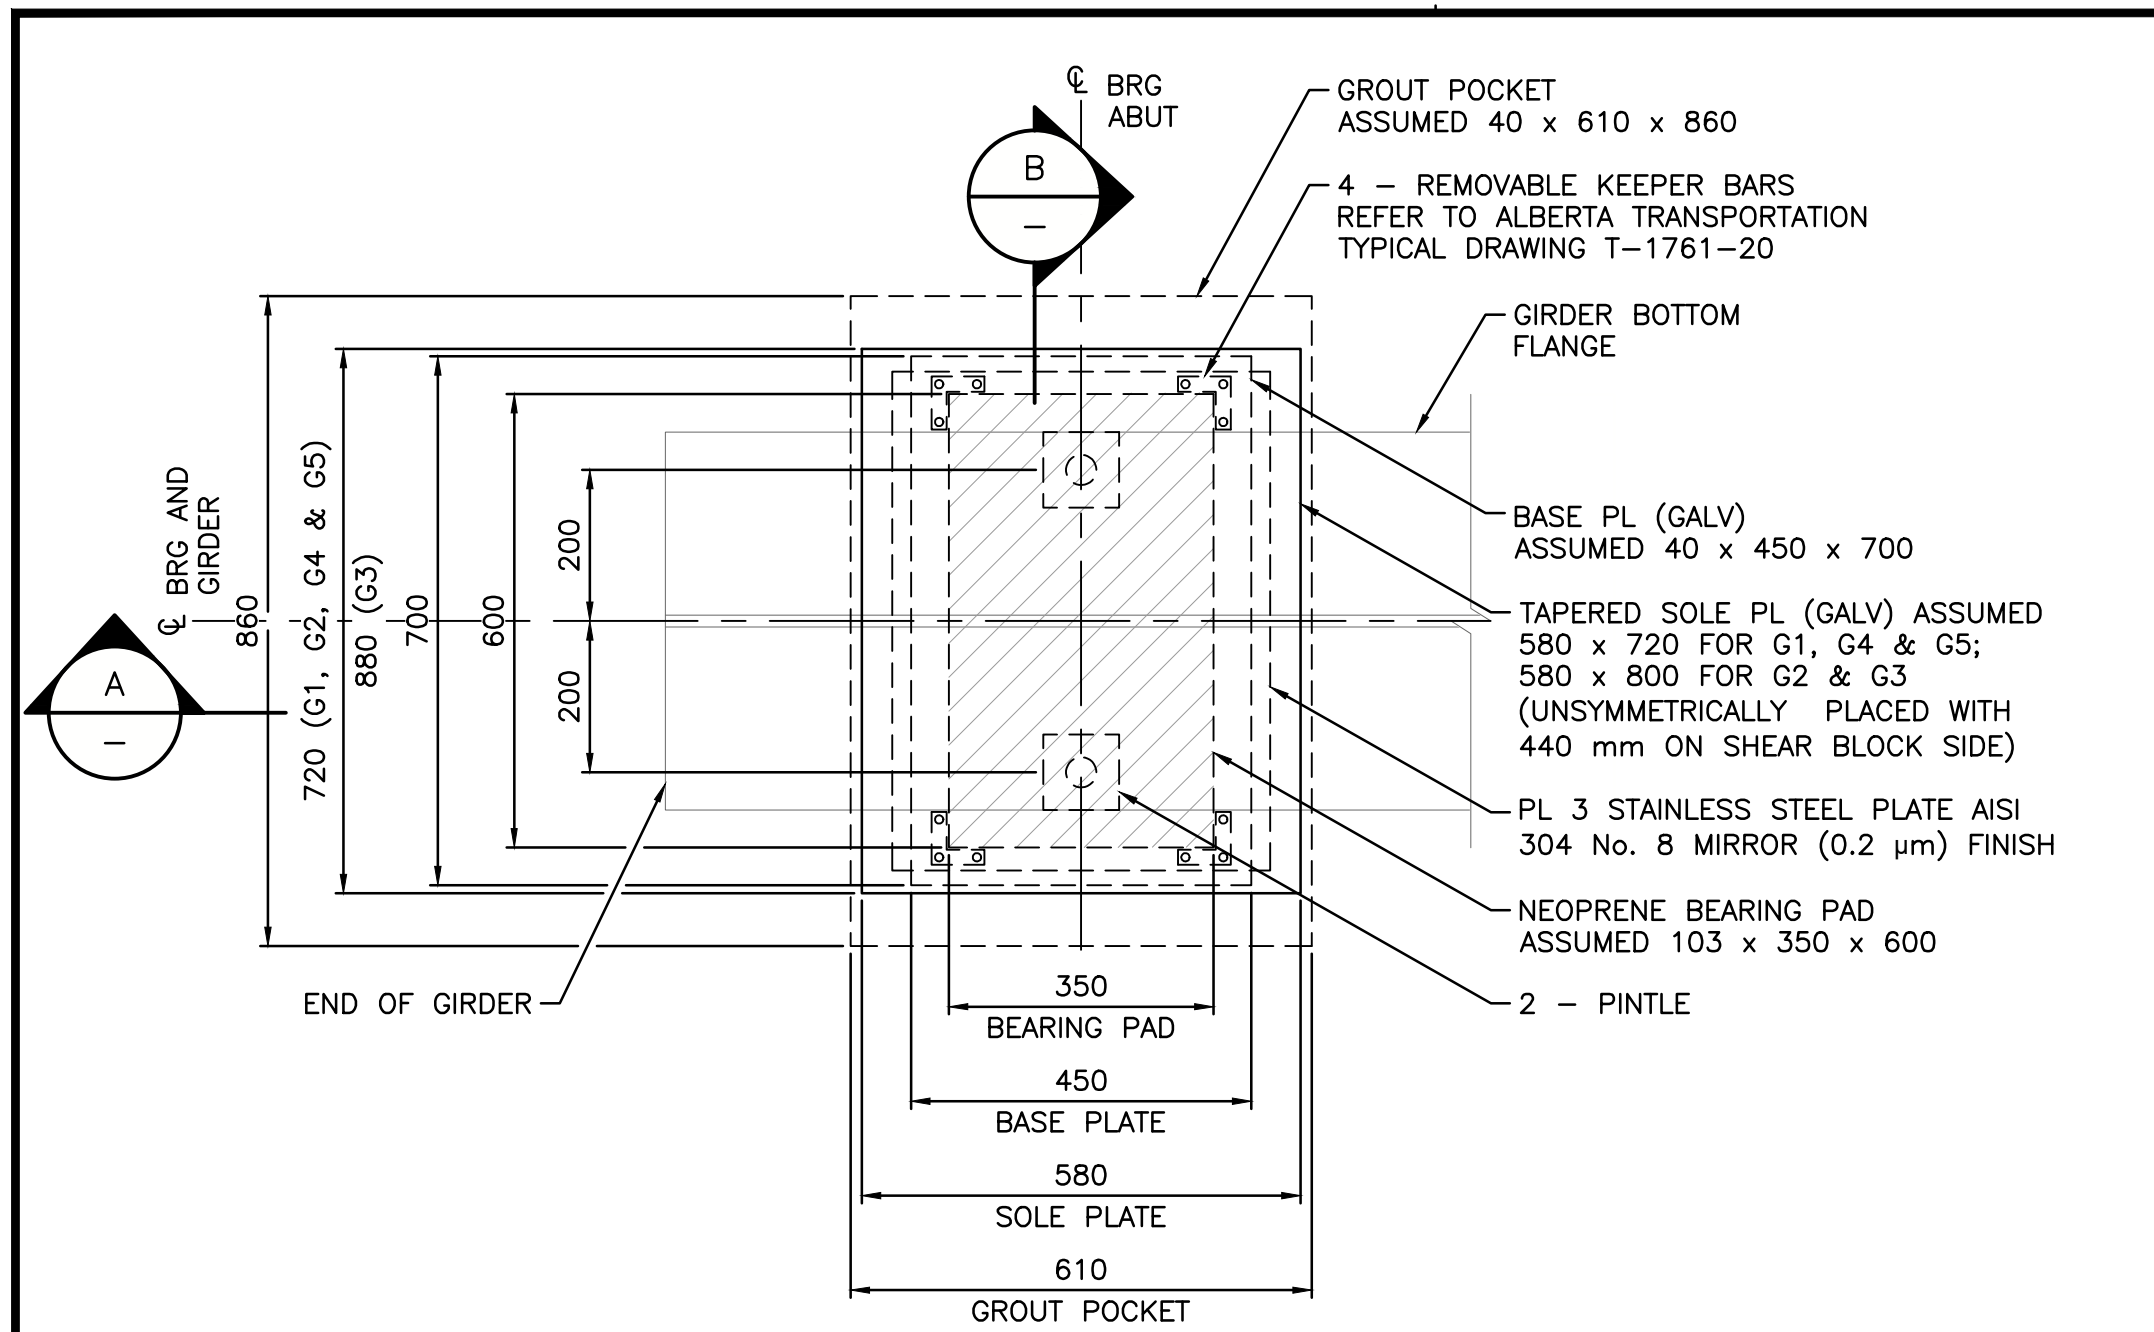 ℄ BRG
ABUT
B
–
GROUT POCKET
ASSUMED 40 x 610 x 860
4 – REMOVABLE KEEPER BARS
REFER TO ALBERTA TRANSPORTATION
TYPICAL DRAWING T–1761–20
GIRDER BOTTOM
FLANGE
BASE PL (GALV)
ASSUMED 40 x 450 x 700
TAPERED SOLE PL (GALV) ASSUMED
580 x 720 FOR G1, G4 & G5;
580 x 800 FOR G2 & G3
(UNSYMMETRICALLY PLACED WITH
440 mm ON SHEAR BLOCK SIDE)
PL 3 STAINLESS STEEL PLATE AISI
304 No. 8 MIRROR (0.2 µm) FINISH
NEOPRENE BEARING PAD
ASSUMED 103 x 350 x 600
2 – PINTLE
℄ BRG AND
GIRDER
A
–
860
720 (G1, G2, G4 & G5)
880 (G3)
700
600
200
200
END OF GIRDER
350
BEARING PAD
450
BASE PLATE
580
SOLE PLATE
610
GROUT POCKET